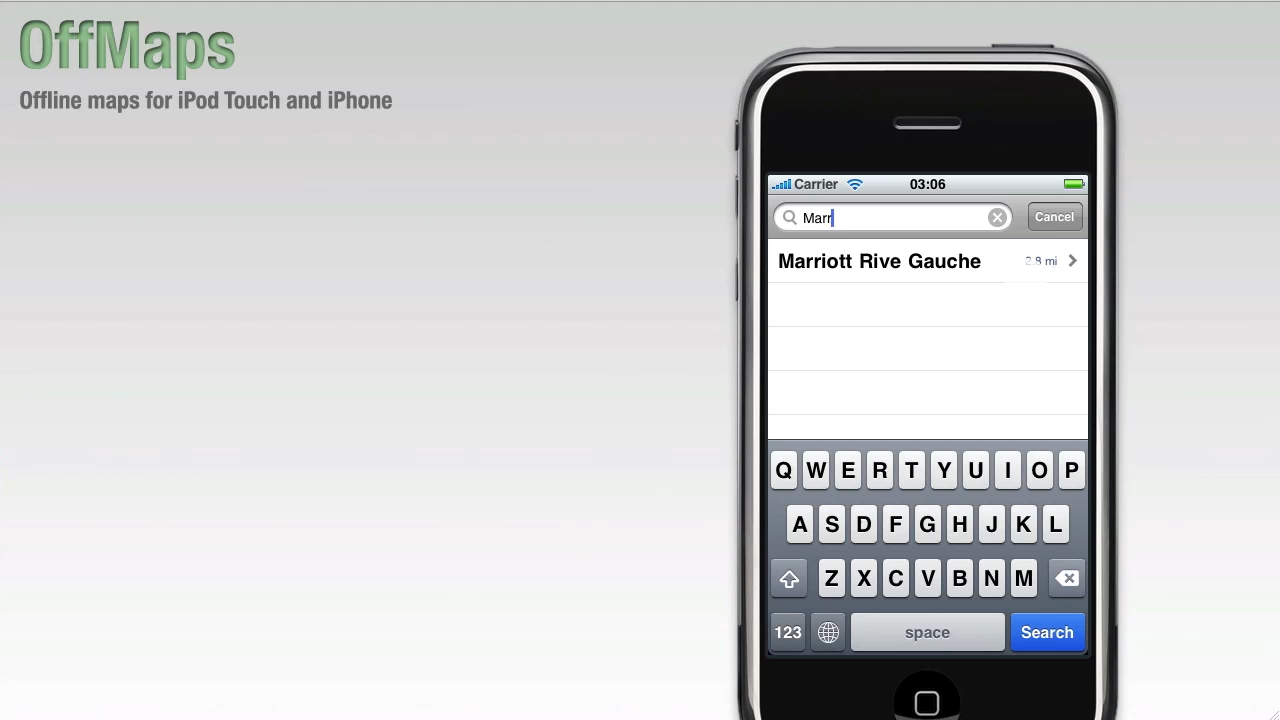 OffMaps
Offline maps for iPod Touch and iPhone
Carrier 03:06
Marr Cancel
Marriott Rive Gauche 2.8 mi
Q W E R T Y U I O P
A S D F G H J K L
Z X C V B N M
123 space Search